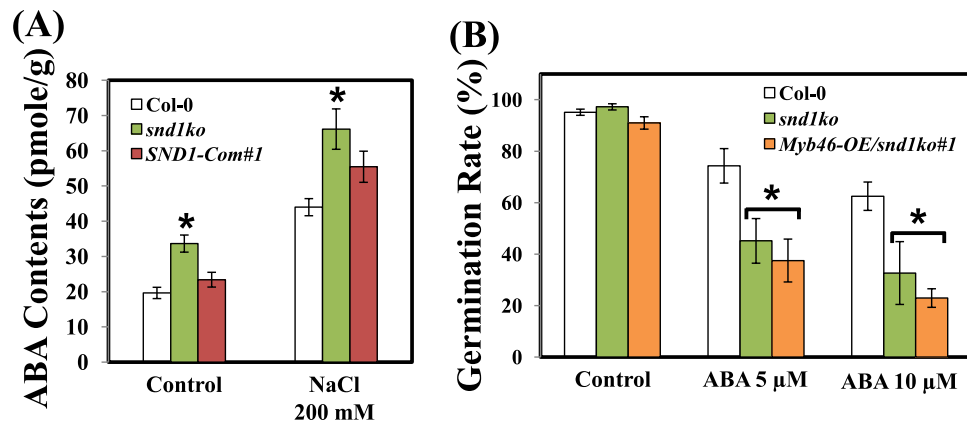 (A)
ABA Contents (pmole/g)
80
70
60
50
40
30
20
10
0
Col-0
snd1ko
SND1-Com#1
*
*
Control
NaCl
200 mM
(B)
Germination Rate (%)
100
80
60
40
20
0
Col-0
snd1ko
Myb46-OE/snd1ko#1
*
*
Control
ABA 5 µM
ABA 10 µM